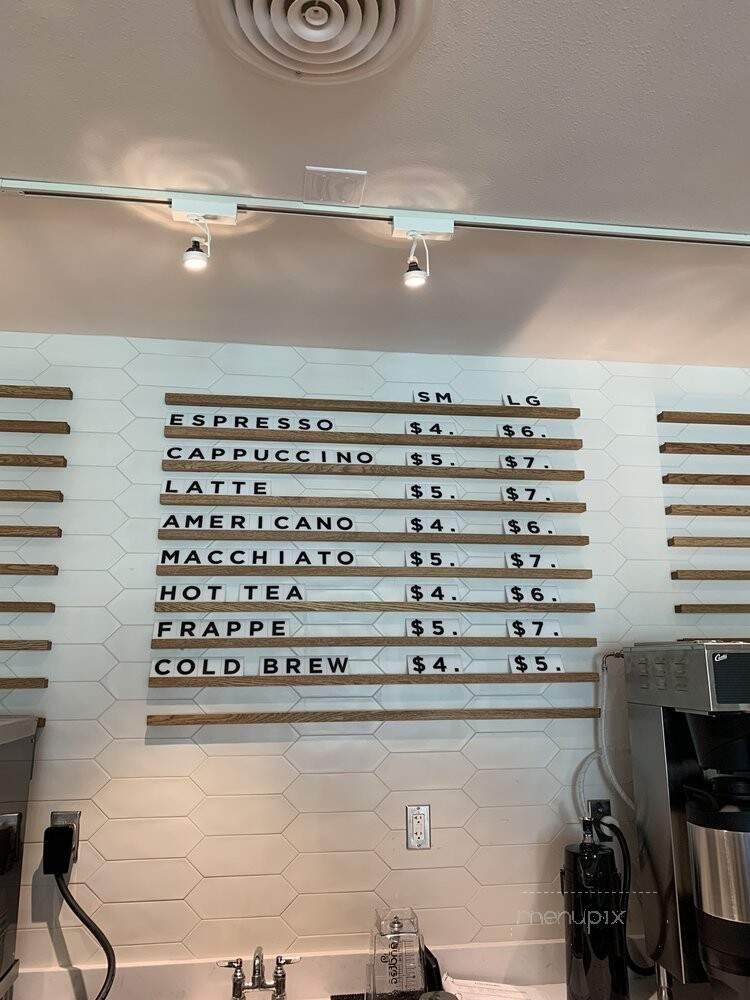 SM LG
ESPRESSO $4. $6.
CAPPUCCINO $5. $7.
LATTE $5. $7.
AMERICANO $4. $6.
MACCHIATO $5. $7.
HOT TEA $4. $6.
FRAPPE $5. $7.
COLD BREW $4. $5.
Curtis
menupix